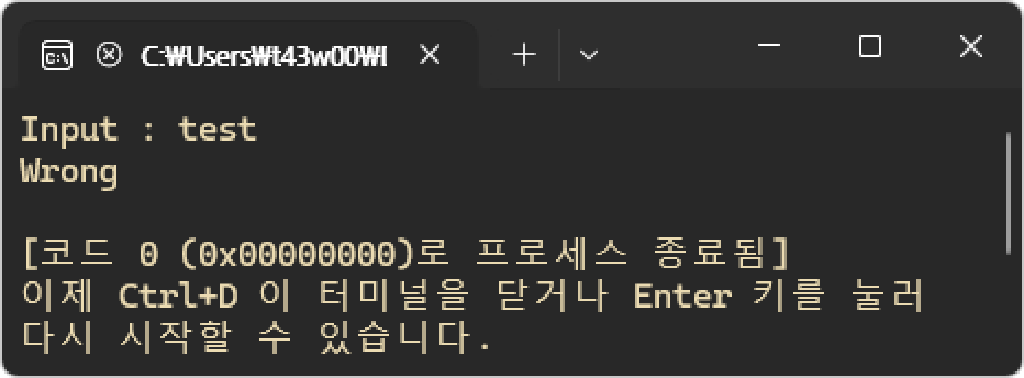 C:₩Users₩t43w00₩I
Input : test
Wrong
[코드 0 (0x00000000)로 프로세스 종료됨]
이제 Ctrl+D 이 터미널을 닫거나 Enter 키를 눌러
다시 시작할 수 있습니다.